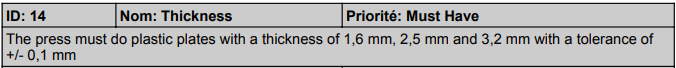 ID: 14 Nom: Thickness Priorité: Must Have
The press must do plastic plates with a thickness of 1,6 mm, 2,5 mm and 3,2 mm with a tolerance of
+/- 0,1 mm